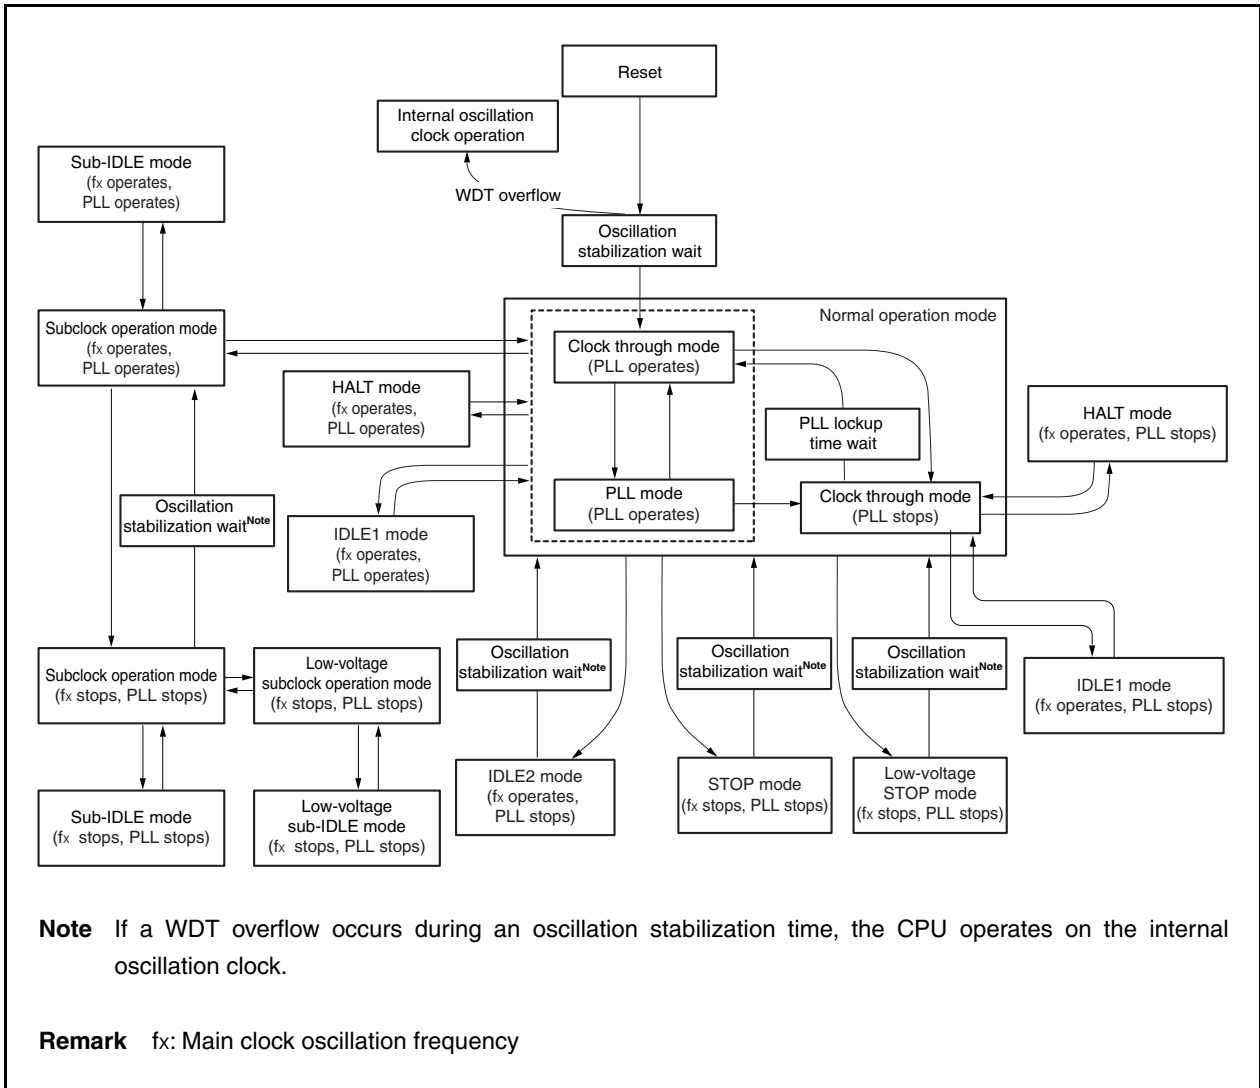 Reset
Internal oscillation
clock operation
WDT overflow
Oscillation
stabilization wait
Sub-IDLE mode
(fx operates,
PLL operates)
Subclock operation mode
(fx operates,
PLL operates)
Normal operation mode
Clock through mode
(PLL operates)
HALT mode
(fx operates,
PLL operates)
PLL lockup
time wait
HALT mode
(fx operates, PLL stops)
PLL mode
(PLL operates)
Clock through mode
(PLL stops)
Oscillation
stabilization waitNote
IDLE1 mode
(fx operates,
PLL operates)
Subclock operation mode
(fx stops, PLL stops)
Low-voltage
subclock operation mode
(fx stops, PLL stops)
Oscillation
stabilization waitNote
Oscillation
stabilization waitNote
Oscillation
stabilization waitNote
IDLE1 mode
(fx operates, PLL stops)
Sub-IDLE mode
(fx stops, PLL stops)
Low-voltage
sub-IDLE mode
(fx stops, PLL stops)
IDLE2 mode
(fx operates,
PLL stops)
STOP mode
(fx stops, PLL stops)
Low-voltage
STOP mode
(fx stops, PLL stops)
Note If a WDT overflow occurs during an oscillation stabilization time, the CPU operates on the internal
oscillation clock.
Remark fx: Main clock oscillation frequency